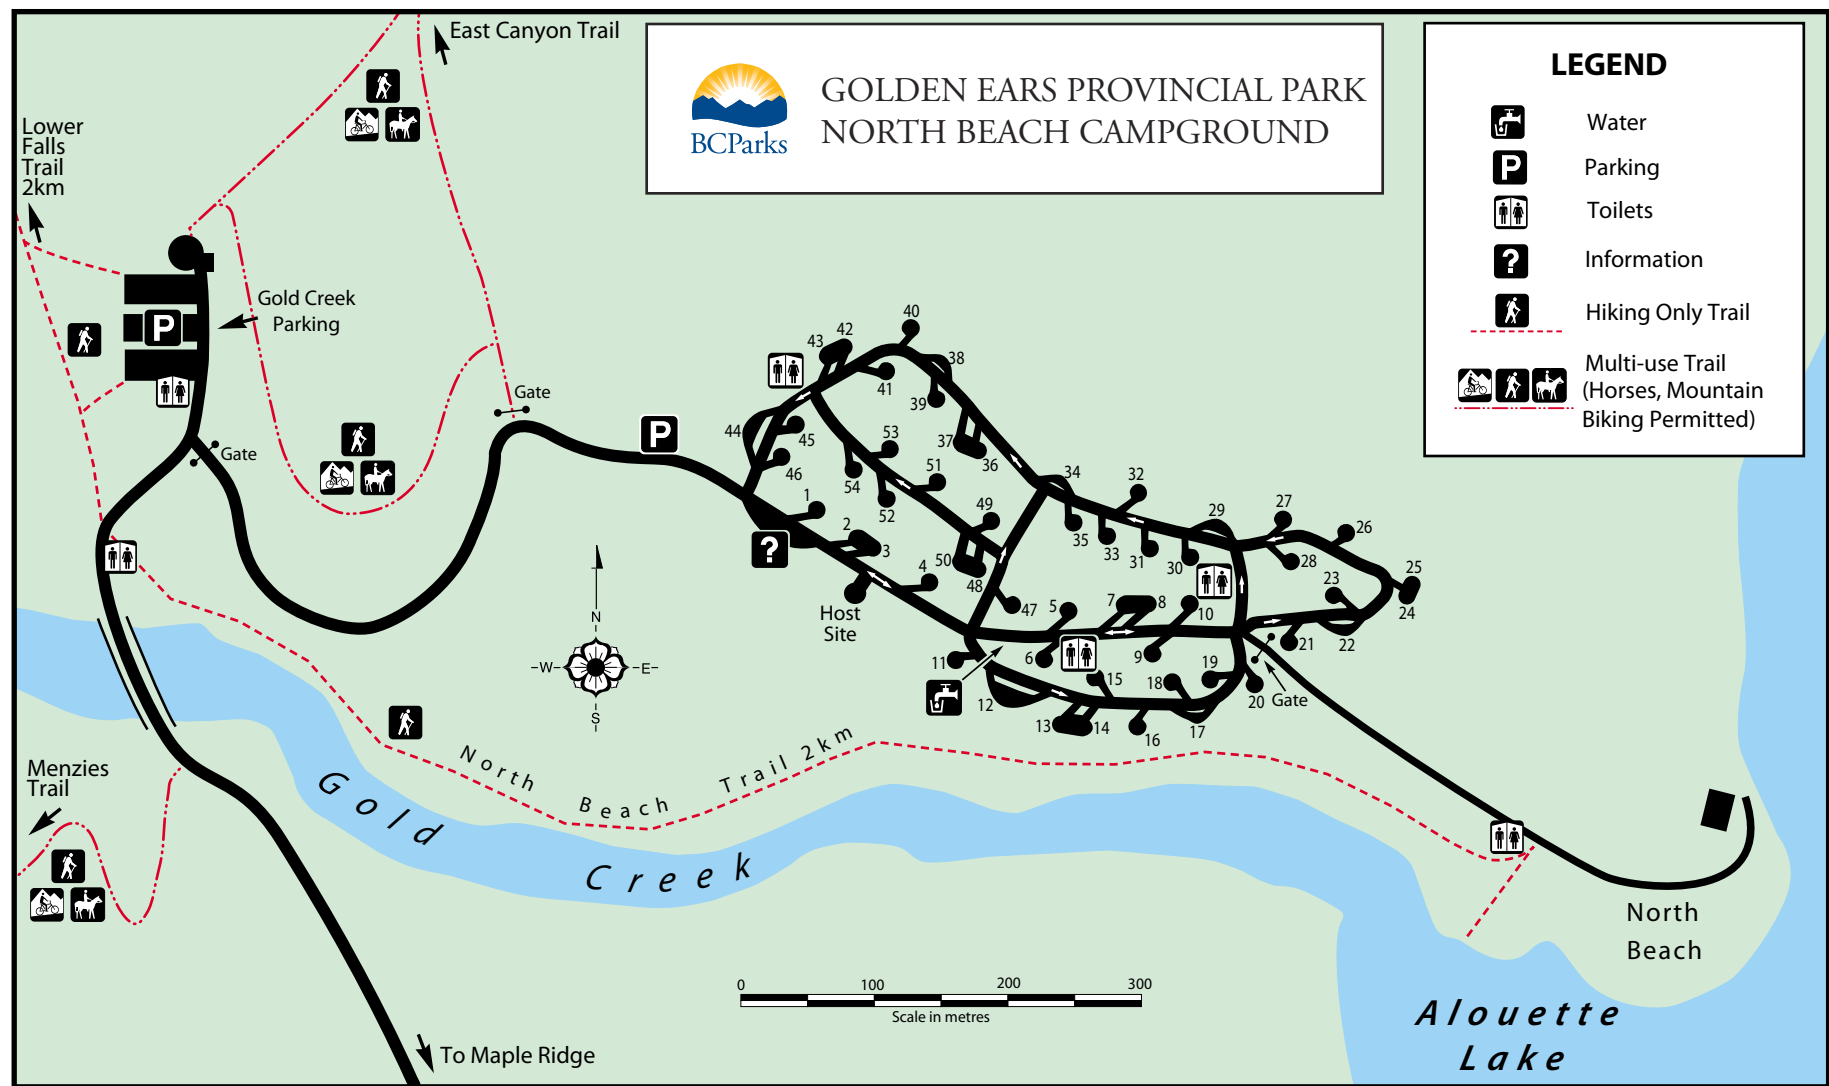 East Canyon Trail
Lower
Falls
Trail
2km
BCParks
GOLDEN EARS PROVINCIAL PARK
NORTH BEACH CAMPGROUND
LEGEND
Water
P
Parking
Toilets
?
Information
Hiking Only Trail
Multi-use Trail
(Horses, Mountain
Biking Permitted)
Gold Creek
Parking
P
Gate
Gate
P
?
40
42
43
38
41
39
37
36
44
45
46
53
54
51
52
49
50
48
47
34
35
32
33
31
30
29
27
28
26
25
24
23
22
21
1
2
3
4
Host
Site
5
6
7
8
9
10
11
12
13
14
15
16
17
18
19
20
Gate
N
W
E
S
North Beach Trail 2km
Gold Creek
Menzies
Trail
To Maple Ridge
0 100 200 300
Scale in metres
North
Beach
Alouette
Lake